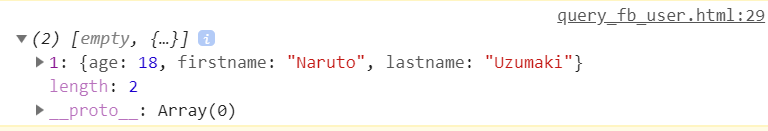 query_fb_user.html:29
▼(2) [empty, {…}] i
▶1: {age: 18, firstname: "Naruto", lastname: "Uzumaki"}
length: 2
▶__proto__: Array(0)